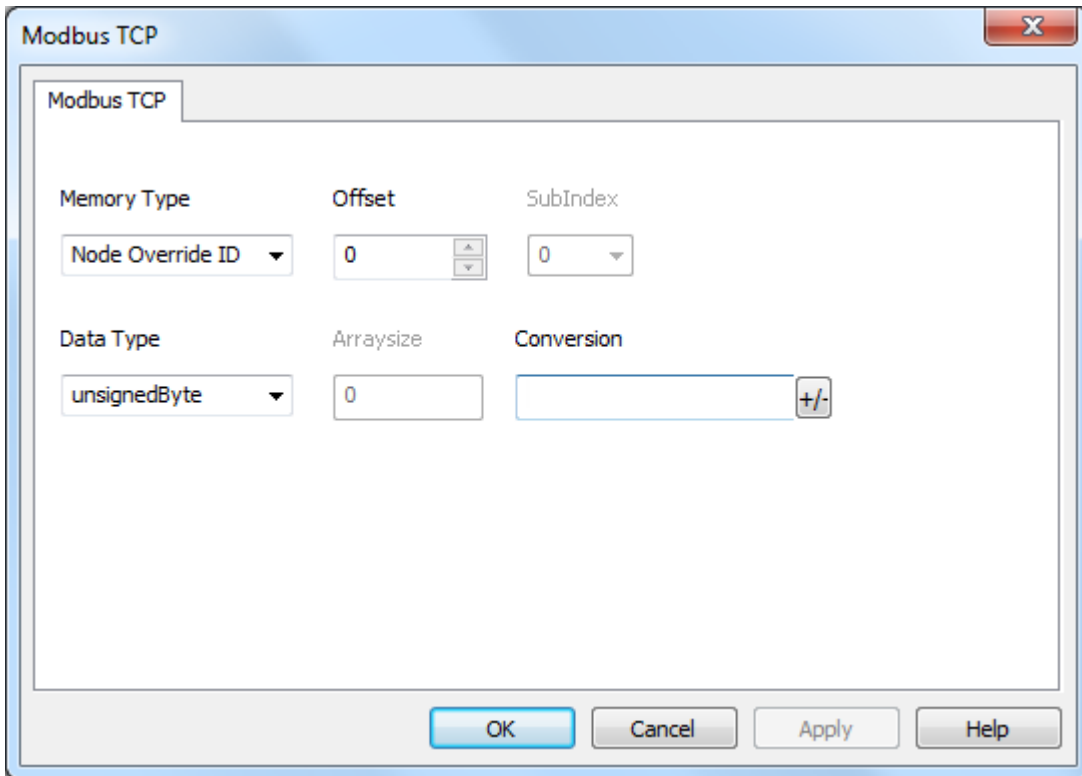 Modbus TCP
Modbus TCP
Memory Type Offset SubIndex
Node Override ID 0 0
Data Type Arraysize Conversion
unsignedByte 0 +/-
OK Cancel Apply Help